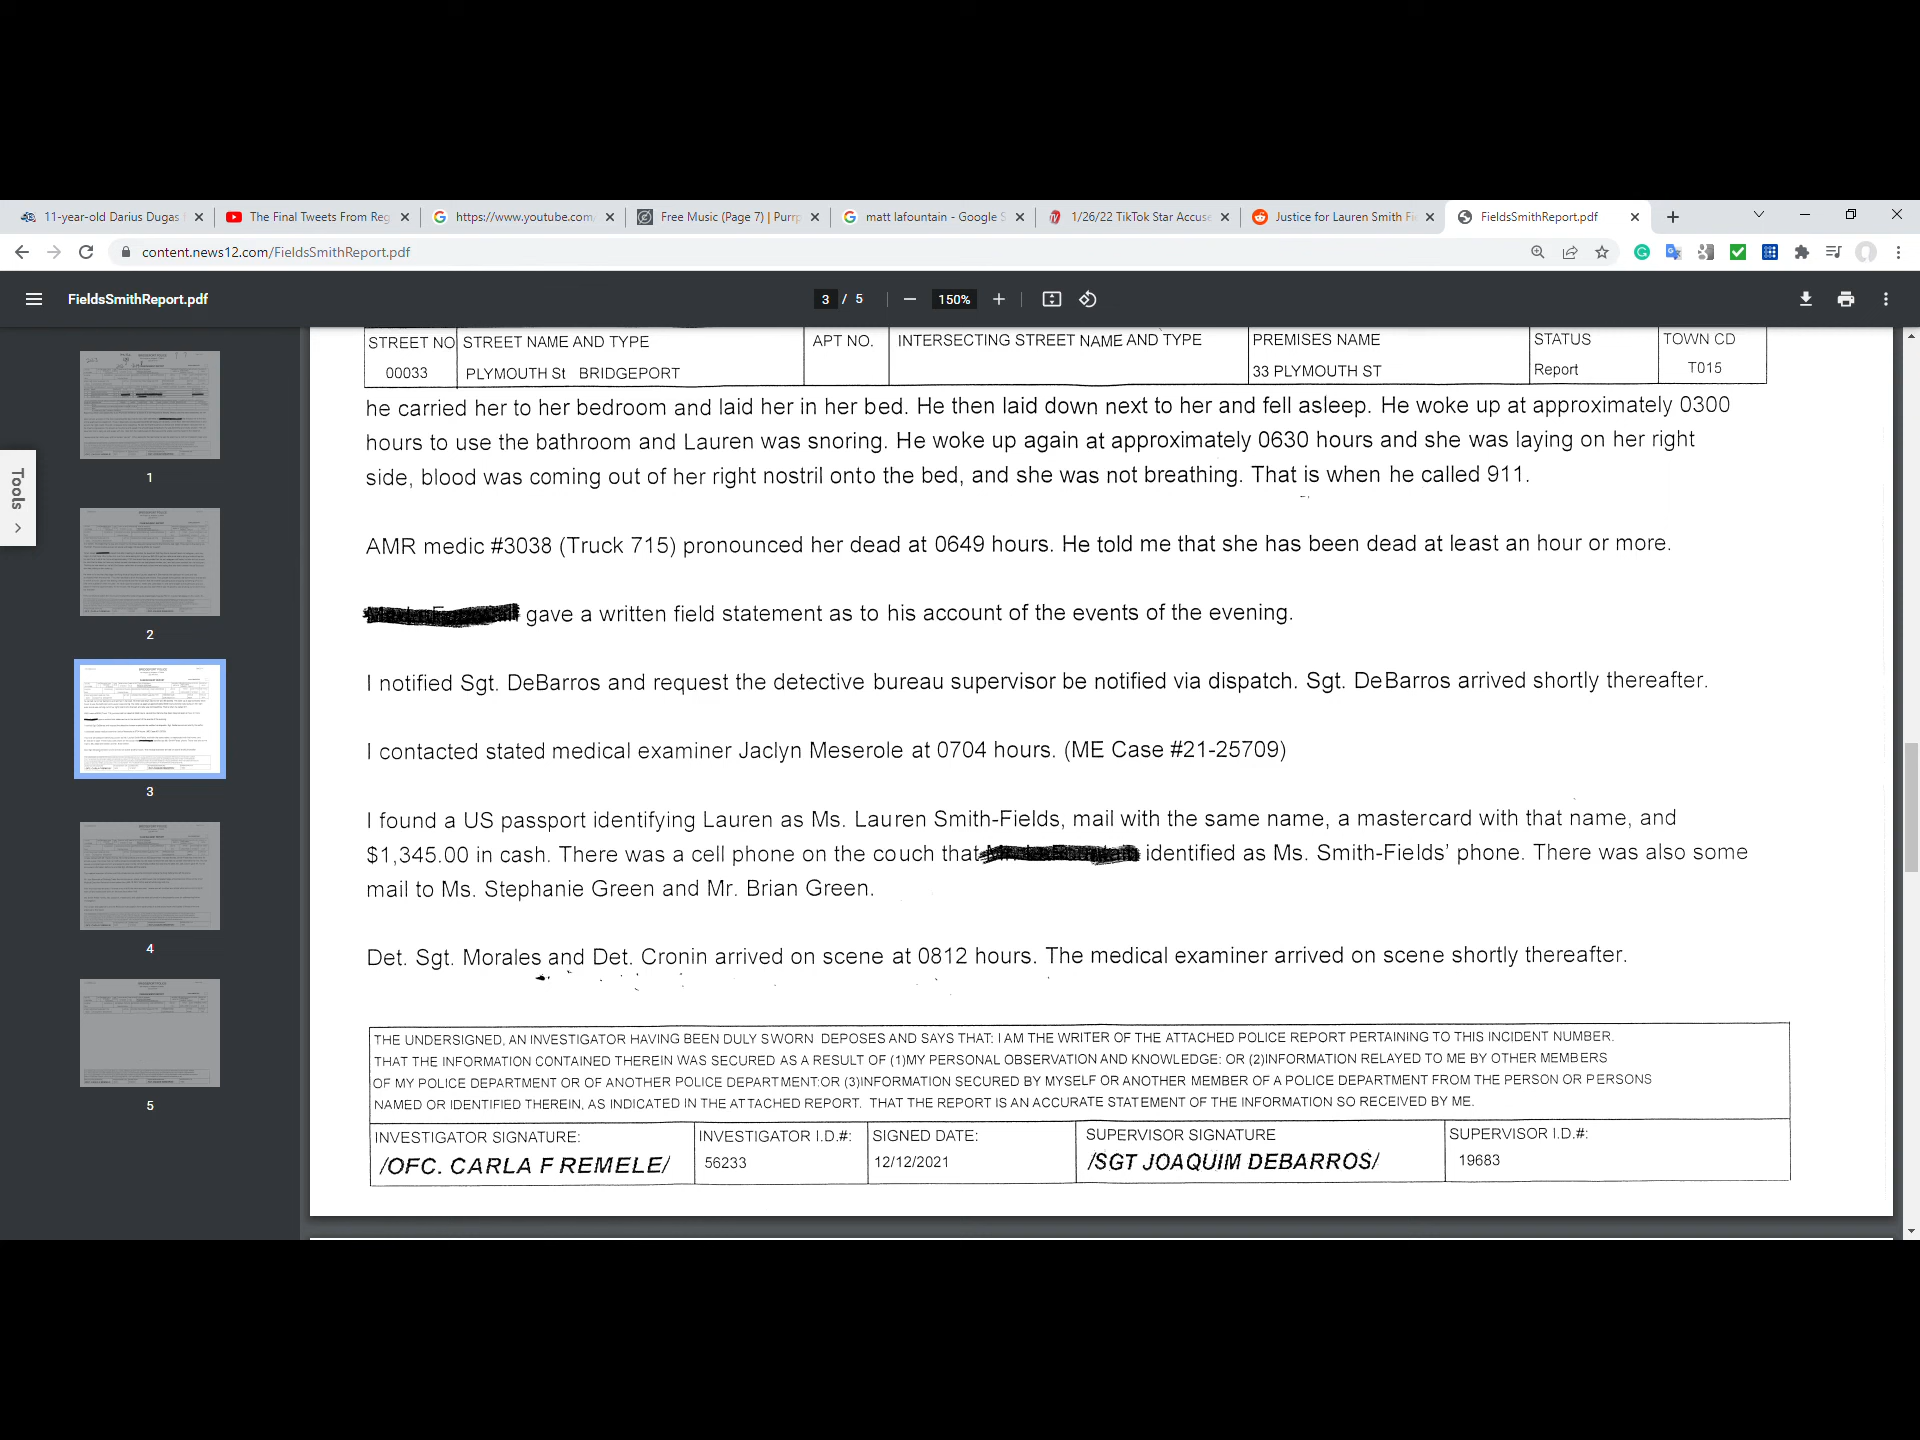 11-year-old Darius Dugas
The Final Tweets From Reg
https://www.youtube.com/
Free Music (Page 7) | Purrp
matt lafountain - Google S
1/26/22 TikTok Star Accuse
Justice for Lauren Smith Fi
FieldsSmithReport.pdf
content.news12.com/FieldsSmithReport.pdf
FieldsSmithReport.pdf
3 / 5
150%
Tools
1
2
3
4
5
STREET NO STREET NAME AND TYPE APT NO. INTERSECTING STREET NAME AND TYPE PREMISES NAME STATUS TOWN CD
00033 PLYMOUTH St BRIDGEPORT 33 PLYMOUTH ST Report T015
he carried her to her bedroom and laid her in her bed. He then laid down next to her and fell asleep. He woke up at approximately 0300
hours to use the bathroom and Lauren was snoring. He woke up again at approximately 0630 hours and she was laying on her right
side, blood was coming out of her right nostril onto the bed, and she was not breathing. That is when he called 911.
AMR medic #3038 (Truck 715) pronounced her dead at 0649 hours. He told me that she has been dead at least an hour or more.
gave a written field statement as to his account of the events of the evening.
I notified Sgt. DeBarros and request the detective bureau supervisor be notified via dispatch. Sgt. DeBarros arrived shortly thereafter.
I contacted stated medical examiner Jaclyn Meserole at 0704 hours. (ME Case #21-25709)
I found a US passport identifying Lauren as Ms. Lauren Smith-Fields, mail with the same name, a mastercard with that name, and
$1,345.00 in cash. There was a cell phone on the couch that identified as Ms. Smith-Fields' phone. There was also some
mail to Ms. Stephanie Green and Mr. Brian Green.
Det. Sgt. Morales and Det. Cronin arrived on scene at 0812 hours. The medical examiner arrived on scene shortly thereafter.
THE UNDERSIGNED, AN INVESTIGATOR HAVING BEEN DULY SWORN DEPOSES AND SAYS THAT: I AM THE WRITER OF THE ATTACHED POLICE REPORT PERTAINING TO THIS INCIDENT NUMBER.
THAT THE INFORMATION CONTAINED THEREIN WAS SECURED AS A RESULT OF (1)MY PERSONAL OBSERVATION AND KNOWLEDGE: OR (2)INFORMATION RELAYED TO ME BY OTHER MEMBERS
OF MY POLICE DEPARTMENT OR OF ANOTHER POLICE DEPARTMENT:OR (3)INFORMATION SECURED BY MYSELF OR ANOTHER MEMBER OF A POLICE DEPARTMENT FROM THE PERSON OR PERSONS
NAMED OR IDENTIFIED THEREIN, AS INDICATED IN THE ATTACHED REPORT. THAT THE REPORT IS AN ACCURATE STATEMENT OF THE INFORMATION SO RECEIVED BY ME.
INVESTIGATOR SIGNATURE: INVESTIGATOR I.D.#: SIGNED DATE: SUPERVISOR SIGNATURE SUPERVISOR I.D.#:
/OFC. CARLA F REMELE/ 56233 12/12/2021 /SGT JOAQUIM DEBARROS/ 19683